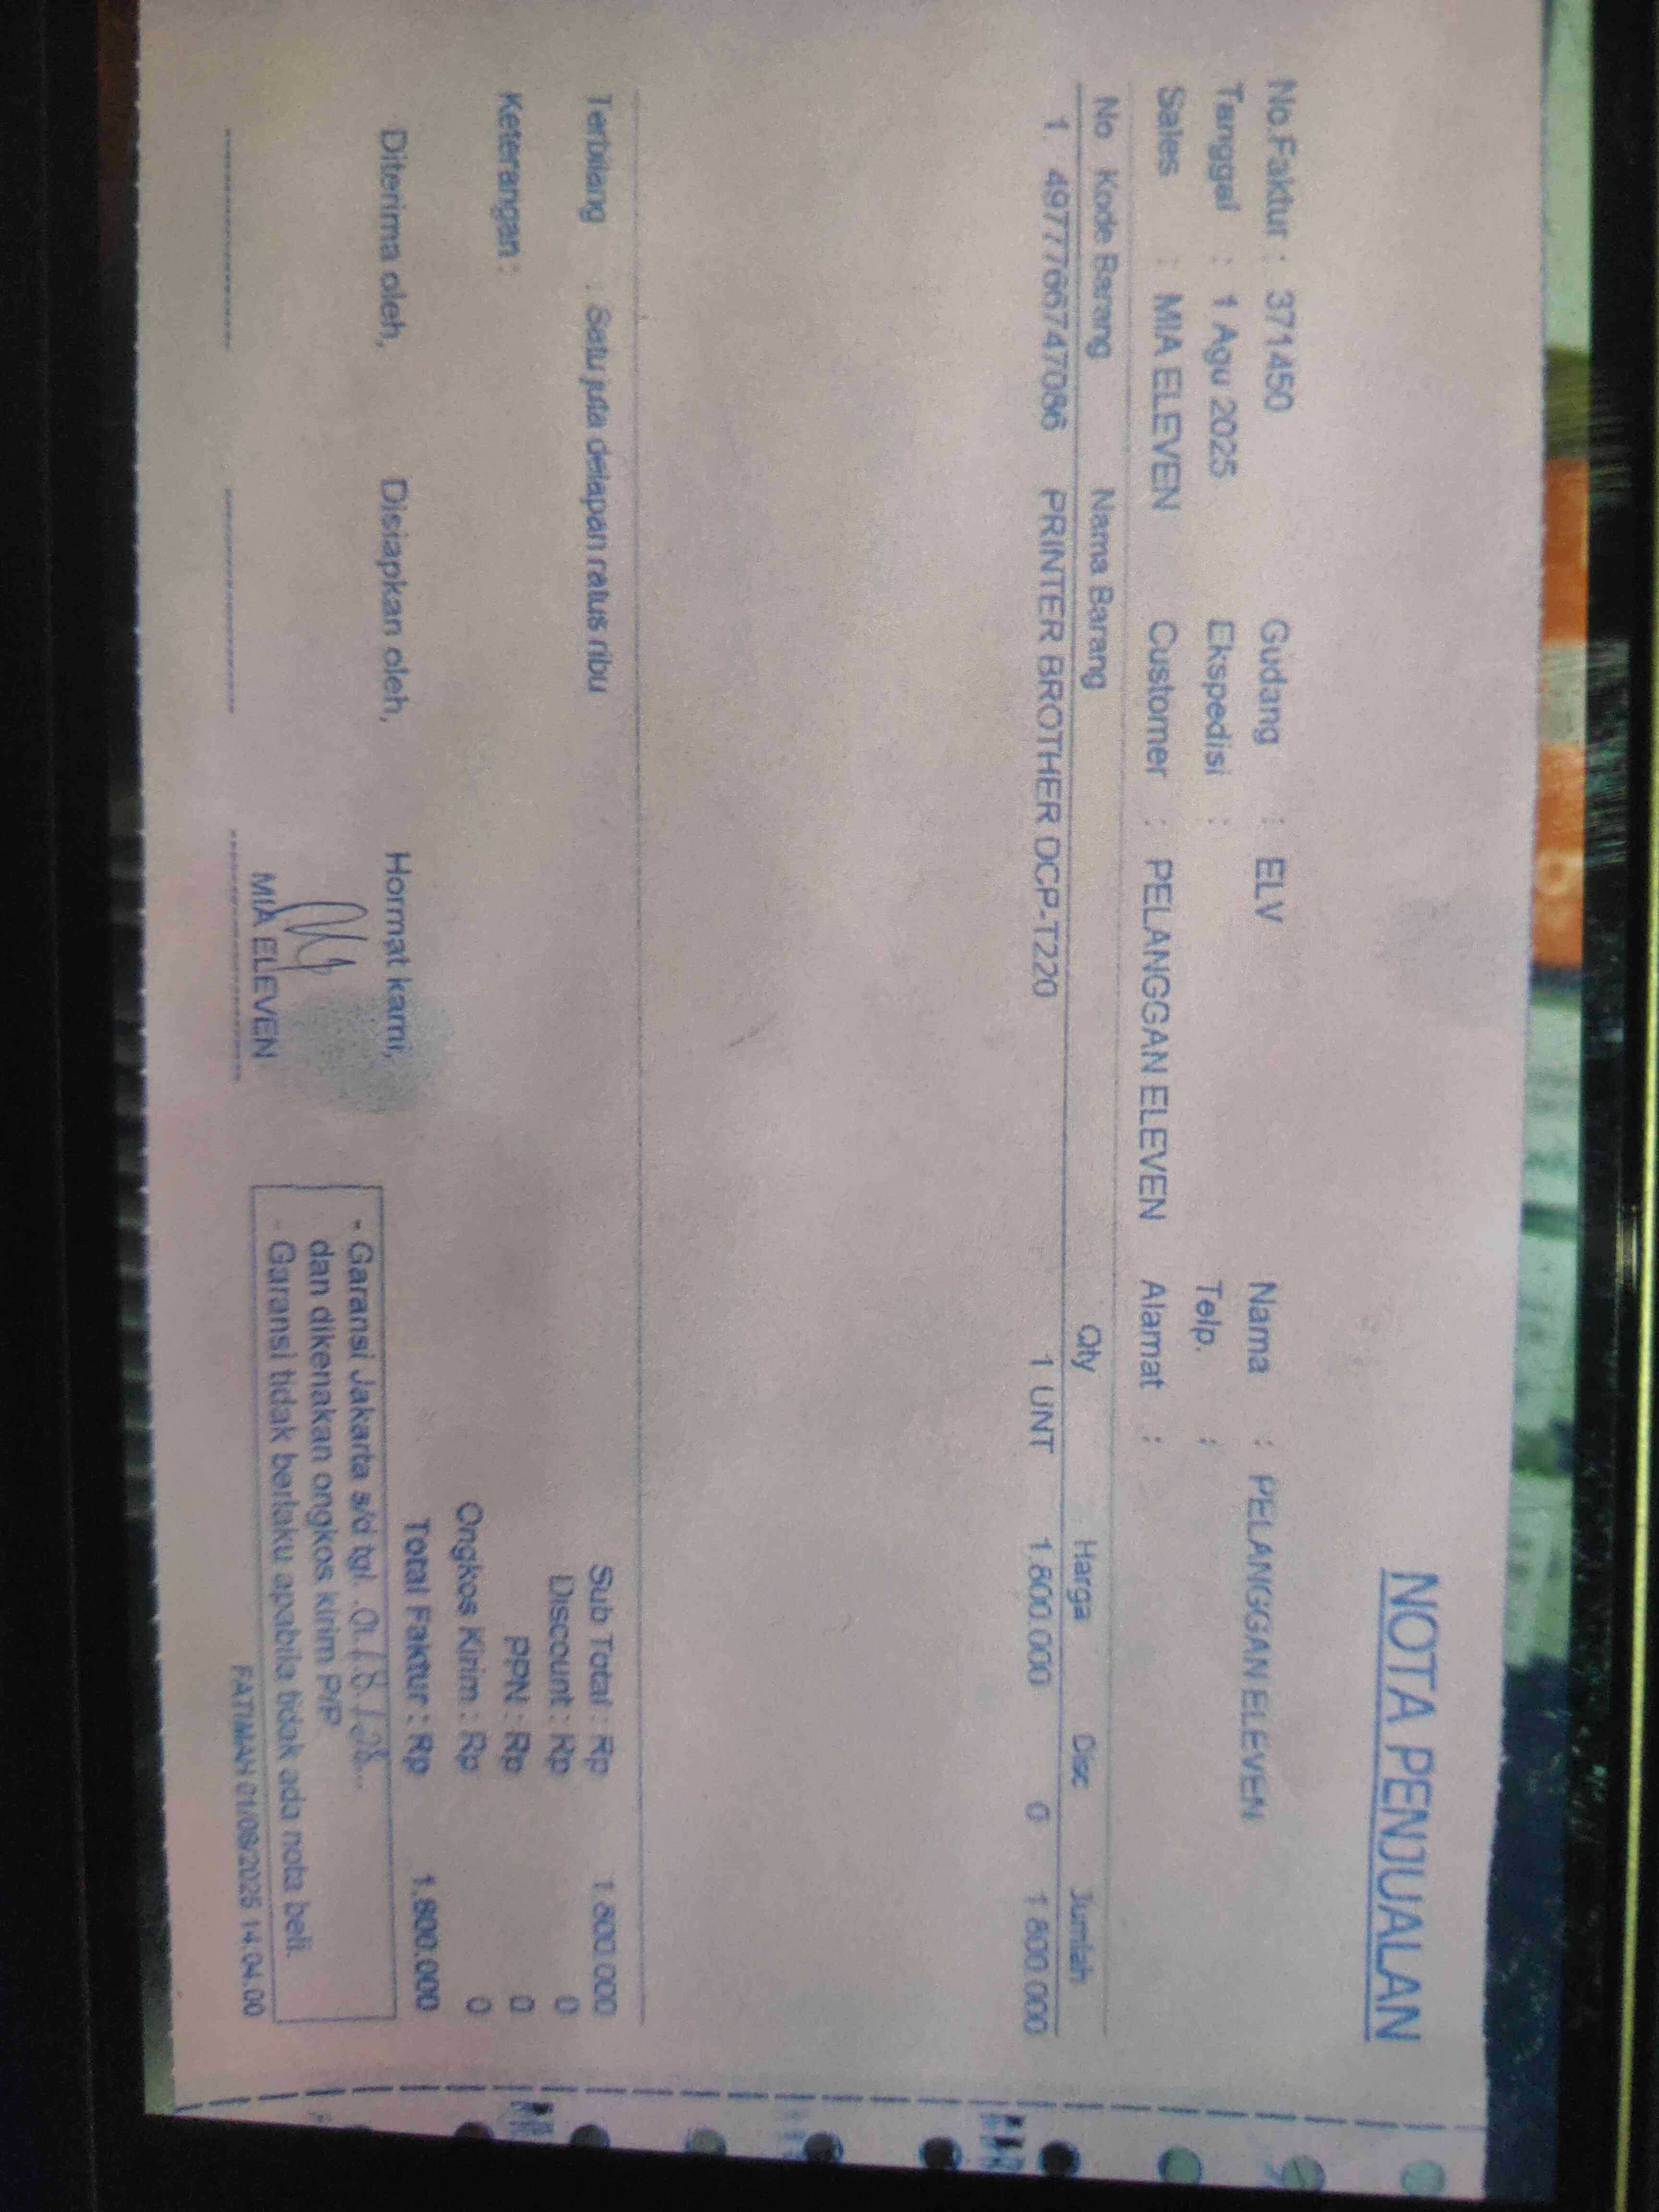 NOTA PENJUALAN
No.Faktur : 371450 Gudang : ELV Nama : PELANGGAN ELEVEN
Tanggal : 1 Agu 2025 Ekspedisi : Telp. :
Sales : MIA ELEVEN Customer : PELANGGAN ELEVEN Alamat :
No Kode Barang Nama Barang Qty Harga Disc Jumlah
1 4977766747086 PRINTER BROTHER DCP-T220 1 UNT 1.800.000 0 1.800.000
Terbilang : Satu juta delapan ratus ribu Sub Total : Rp 1.800.000
Discount : Rp 0
Keterangan : PPN : Rp 0
Ongkos Kirim : Rp 0
Total Faktur : Rp 1.800.000
Diterima oleh, Disiapkan oleh, Hormat kami,
- Garansi Jakarta s/d tgl.
dan dikenakan ongkos kirim P/P
- Garansi tidak berlaku apabila tidak ada nota beli.
MIA ELEVEN
FATIMAH 01/08/2025 14.04.00